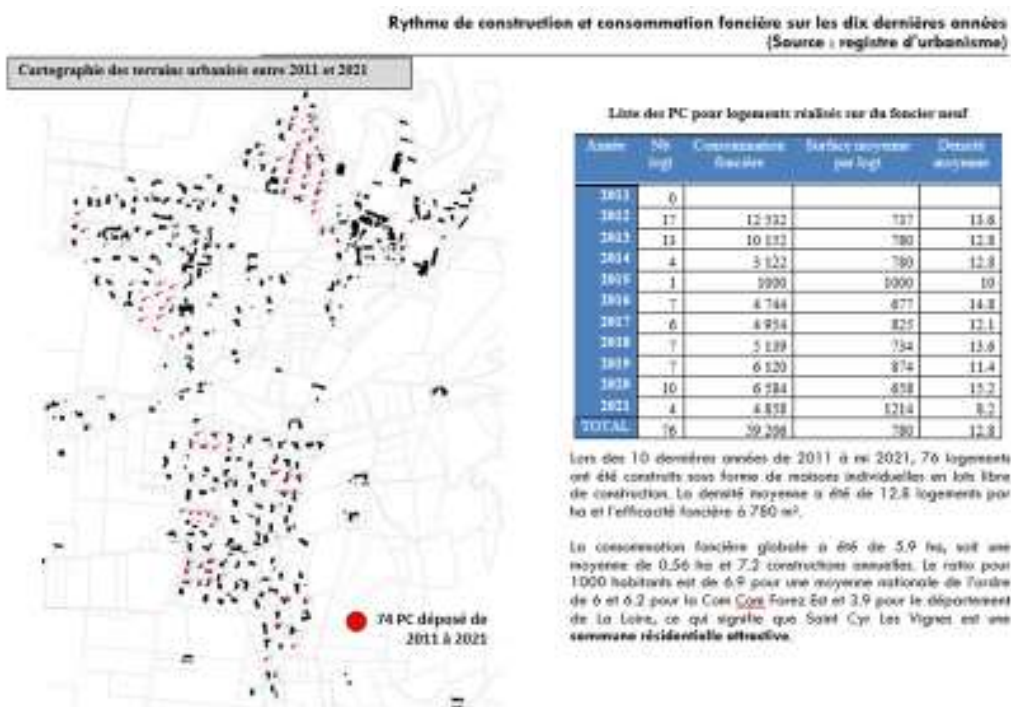 Rythme de construction et consommation foncière sur les dix dernières années
(Source : registre d'urbanisme)
Cartographie des terrains urbanisés entre 2011 et 2021
Liste des PC pour logements réalisés sur du foncier neuf
Année Nb Consommation Surface moyenne Densité
logt foncière par logt moyenne
2011 0
2012 17 12 532 737 13.6
2013 13 10 132 780 12.8
2014 4 3 122 780 12.8
2015 1 1000 1000 10
2016 7 4 744 677 14.8
2017 6 4 954 825 12.1
2018 7 5 139 734 13.6
2019 7 6 120 874 11.4
2020 10 6 584 658 15.2
2021 4 4 858 1214 8.2
TOTAL 76 59 266 780 12.8
Lors des 10 dernières années de 2011 à mi 2021, 76 logements
ont été construits sous forme de maisons individuelles en lots libre
de construction. La densité moyenne a été de 12.8 logements par
ha et l'efficacité foncière à 780 m².
La consommation foncière globale a été de 5.9 ha, soit une
moyenne de 0.56 ha et 7.2 constructions annuelles. Le ratio pour
1000 habitants est de 6.9 pour une moyenne nationale de l'ordre
de 6 et 6.2 pour la Com Com Forez Est et 3.9 pour le département
de La Loire, ce qui signifie que Saint Cyr Les Vignes est une
commune résidentielle attractive.
74 PC déposé de
2011 à 2021